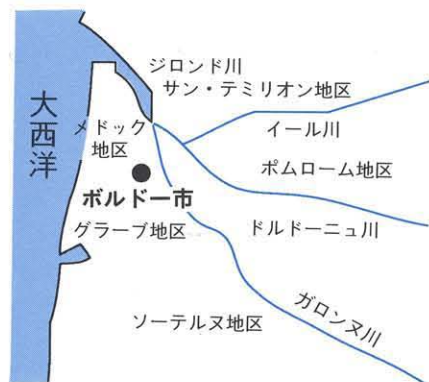 ジロンド川
サン・テミリオン地区
大西洋
メドック
地区
イール川
ポムローム地区
ボルドー市
グラーブ地区
ドルドーニュ川
ガロンヌ川
ソーテルヌ地区